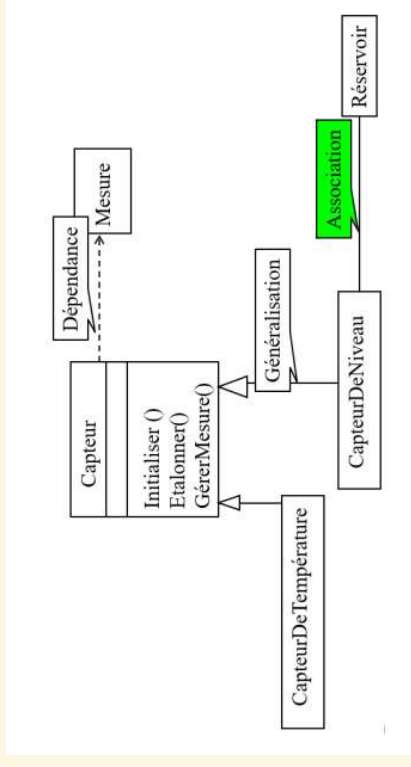 Capteur
Initialiser ()
Etalonner()
GérerMesure()
Dépendance
Mesure
Généralisation
Association
CapteurDeTempérature
CapteurDeNiveau
Réservoir